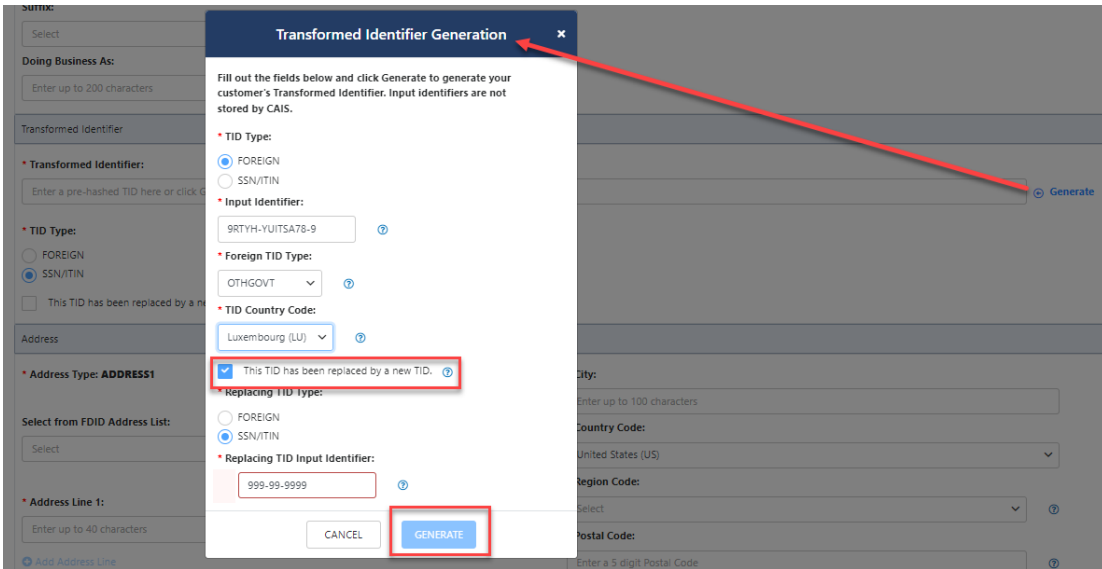 Suffix:
Select
Doing Business As:
Enter up to 200 characters
Transformed Identifier
* Transformed Identifier:
Enter a pre-hashed TID here or click G
Generate
* TID Type:
FOREIGN
SSN/ITIN
This TID has been replaced by a ne
Address
* Address Type: ADDRESS1
Select from FDID Address List:
Select
* Address Line 1:
Enter up to 40 characters
Add Address Line
Transformed Identifier Generation ×
Fill out the fields below and click Generate to generate your
customer's Transformed Identifier. Input identifiers are not
stored by CAIS.
* TID Type:
FOREIGN
SSN/ITIN
* Input Identifier:
9RTYH-YUITSA78-9
* Foreign TID Type:
OTHGOVT
* TID Country Code:
Luxembourg (LU)
This TID has been replaced by a new TID.
* Replacing TID Type:
FOREIGN
SSN/ITIN
* Replacing TID Input Identifier:
999-99-9999
CANCEL GENERATE
City:
Enter up to 100 characters
Country Code:
United States (US)
Region Code:
Select
Postal Code:
Enter a 5 digit Postal Code